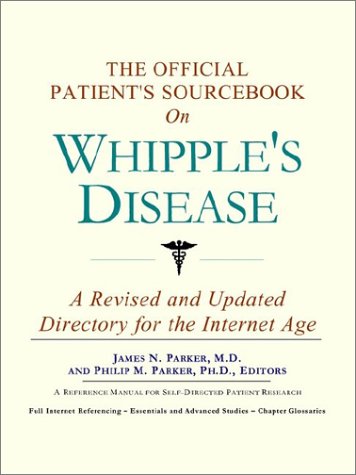 THE OFFICIAL
PATIENT'S SOURCEBOOK
On
WHIPPLE'S
DISEASE
A Revised and Updated
Directory for the Internet Age
JAMES N. PARKER, M.D.
AND PHILIP M. PARKER, PH.D., EDITORS
A REFERENCE MANUAL FOR SELF-DIRECTED PATIENT RESEARCH
Full Internet Referencing – Essentials and Advanced Studies – Chapter Glossaries